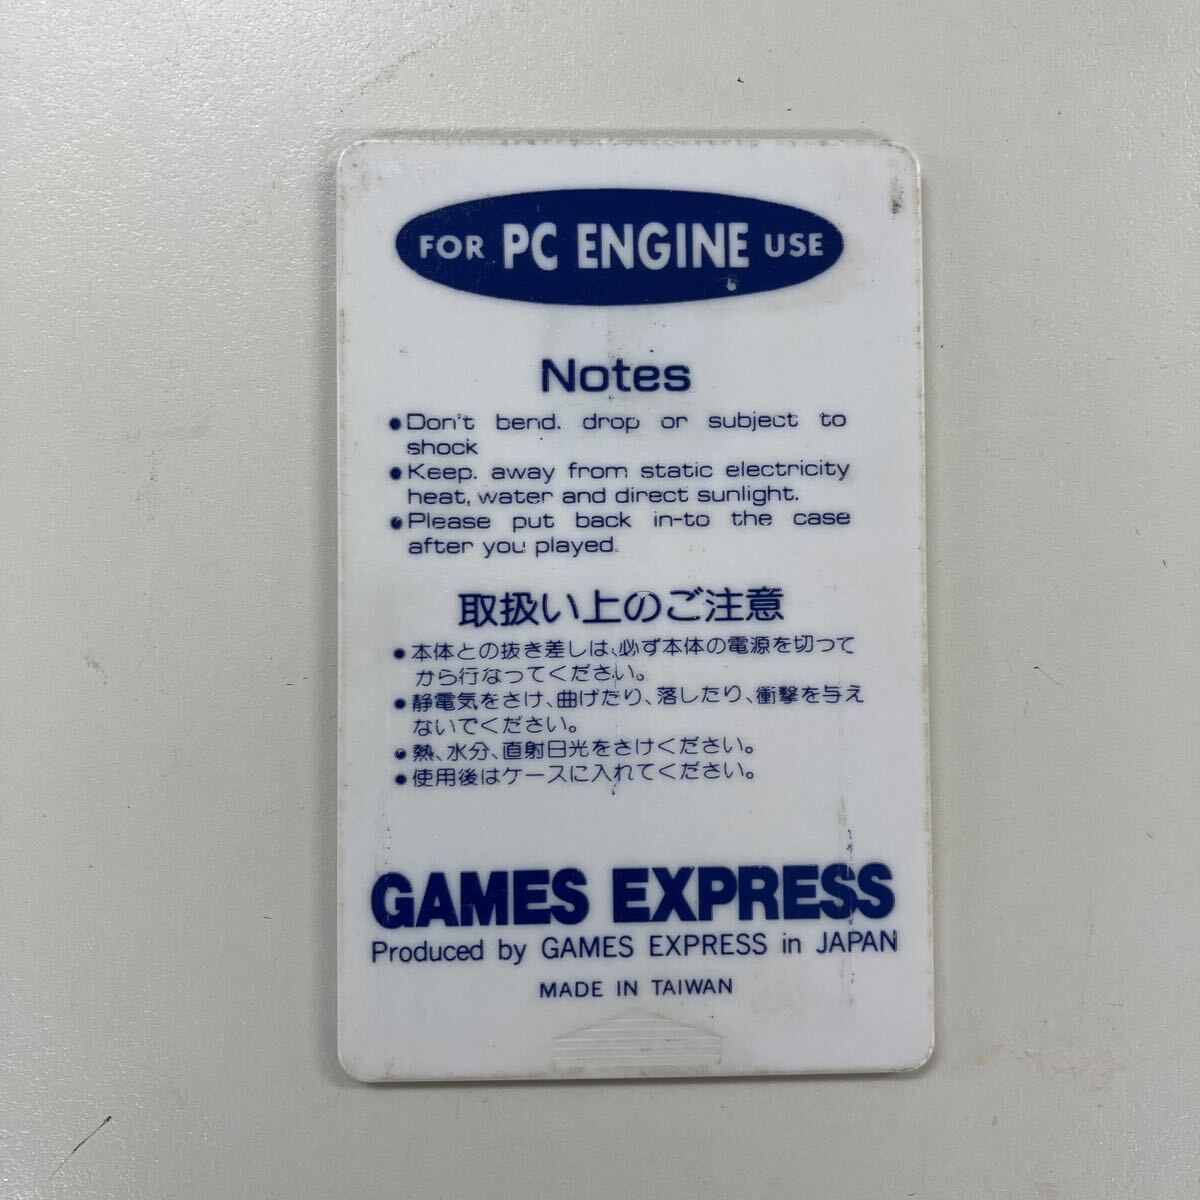 FOR PC ENGINE USE
Notes
●Don't bend. drop or subject to
shock
●Keep. away from static electricity
heat, water and direct sunlight.
●Please put back in-to the case
after you played.
取扱い上のご注意
●本体との抜き差しは、必ず本体の電源を切って
から行なってください。
●静電気をさけ、曲げたり、落したり、衝撃を与え
ないでください。
●熱、水分、直射日光をさけください。
●使用後はケースに入れてください。
GAMES EXPRESS
Produced by GAMES EXPRESS in JAPAN
MADE IN TAIWAN